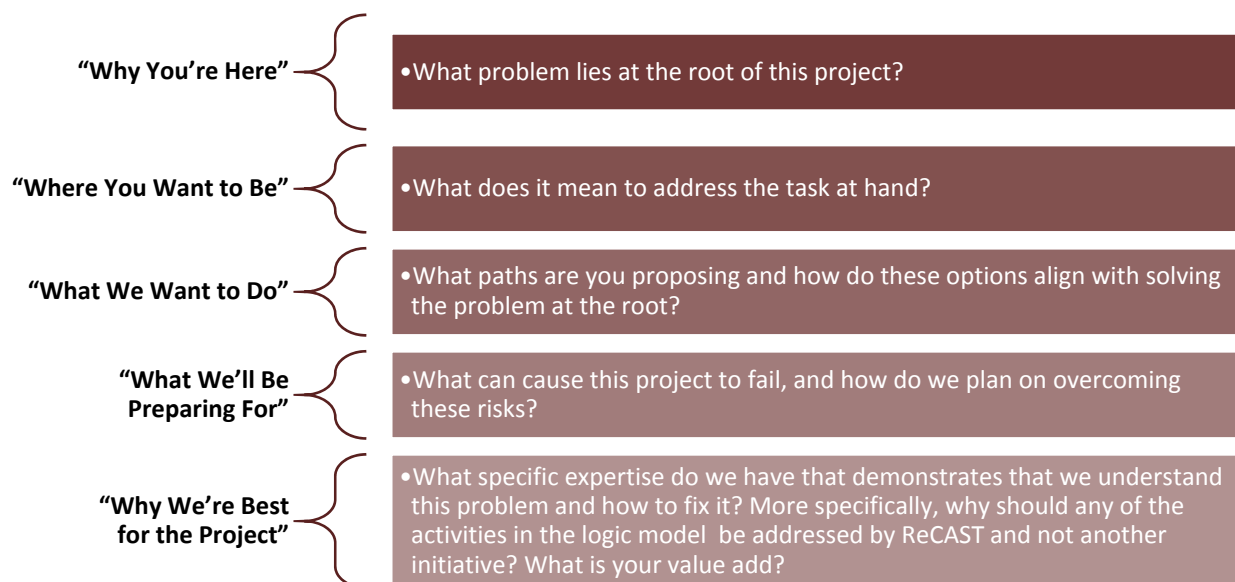 “Why You’re Here”
•What problem lies at the root of this project?
“Where You Want to Be”
•What does it mean to address the task at hand?
“What We Want to Do”
•What paths are you proposing and how do these options align with solving
the problem at the root?
“What We’ll Be
Preparing For”
•What can cause this project to fail, and how do we plan on overcoming
these risks?
“Why We’re Best
for the Project”
•What specific expertise do we have that demonstrates that we understand
this problem and how to fix it? More specifically, why should any of the
activities in the logic model  be addressed by ReCAST and not another
initiative? What is your value add?